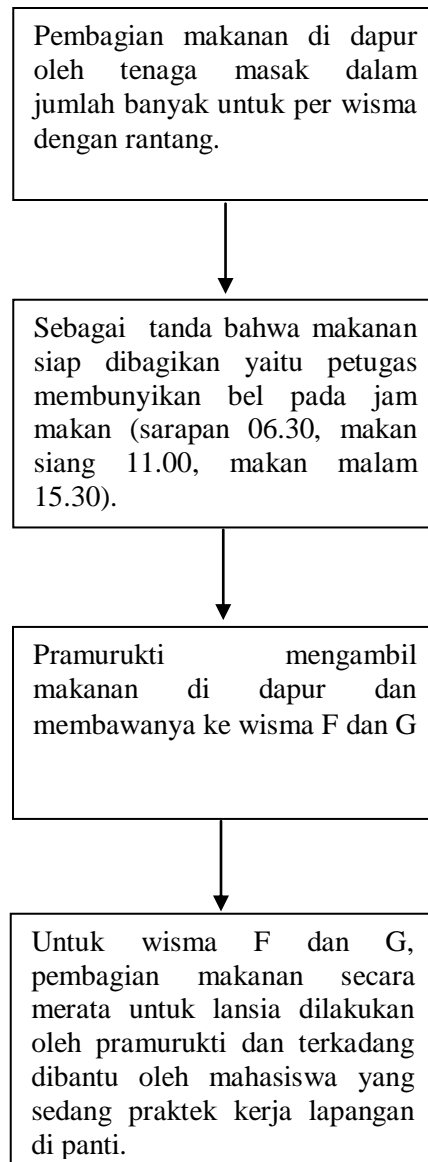 Pembagian makanan di dapur
oleh tenaga masak dalam
jumlah banyak untuk per wisma
dengan rantang.
Sebagai tanda bahwa makanan
siap dibagikan yaitu petugas
membunyikan bel pada jam
makan (sarapan 06.30, makan
siang 11.00, makan malam
15.30).
Pramurukti mengambil
makanan di dapur dan
membawanya ke wisma F dan G
Untuk wisma F dan G,
pembagian makanan secara
merata untuk lansia dilakukan
oleh pramurukti dan terkadang
dibantu oleh mahasiswa yang
sedang praktek kerja lapangan
di panti.